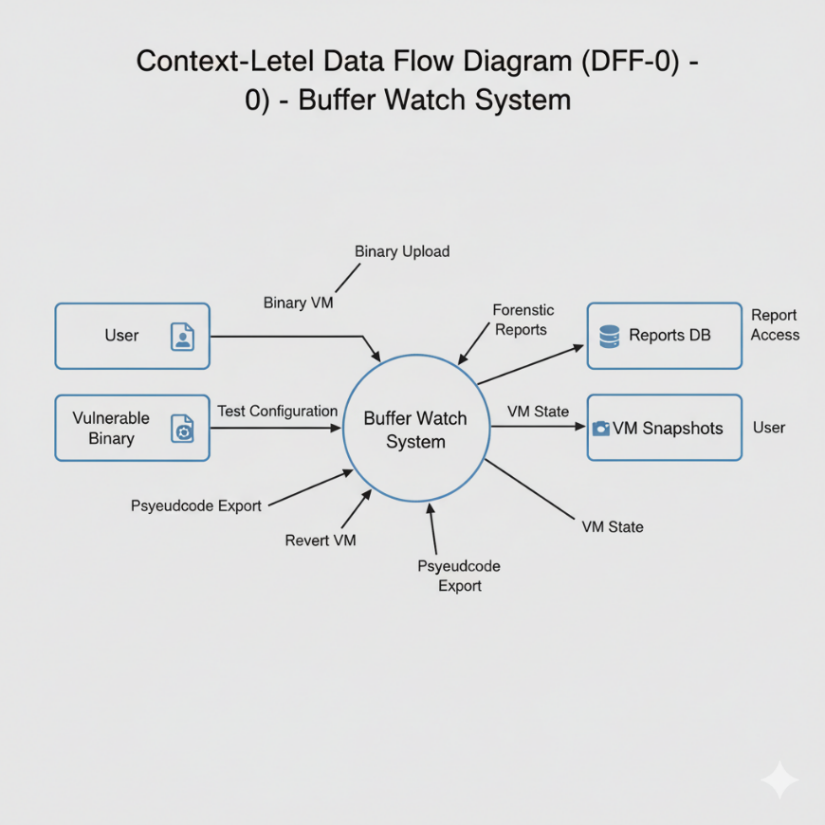 Context-Letel Data Flow Diagram (DFF-0) -
0) - Buffer Watch System
Binary Upload
Binary VM
User
Forenstic
Reports
Reports DB
Report
Access
Vulnerable
Binary
Test Configuration
Buffer Watch
System
VM State
VM Snapshots
User
Psyeudcode Export
Revert VM
VM State
Psyeudcode
Export